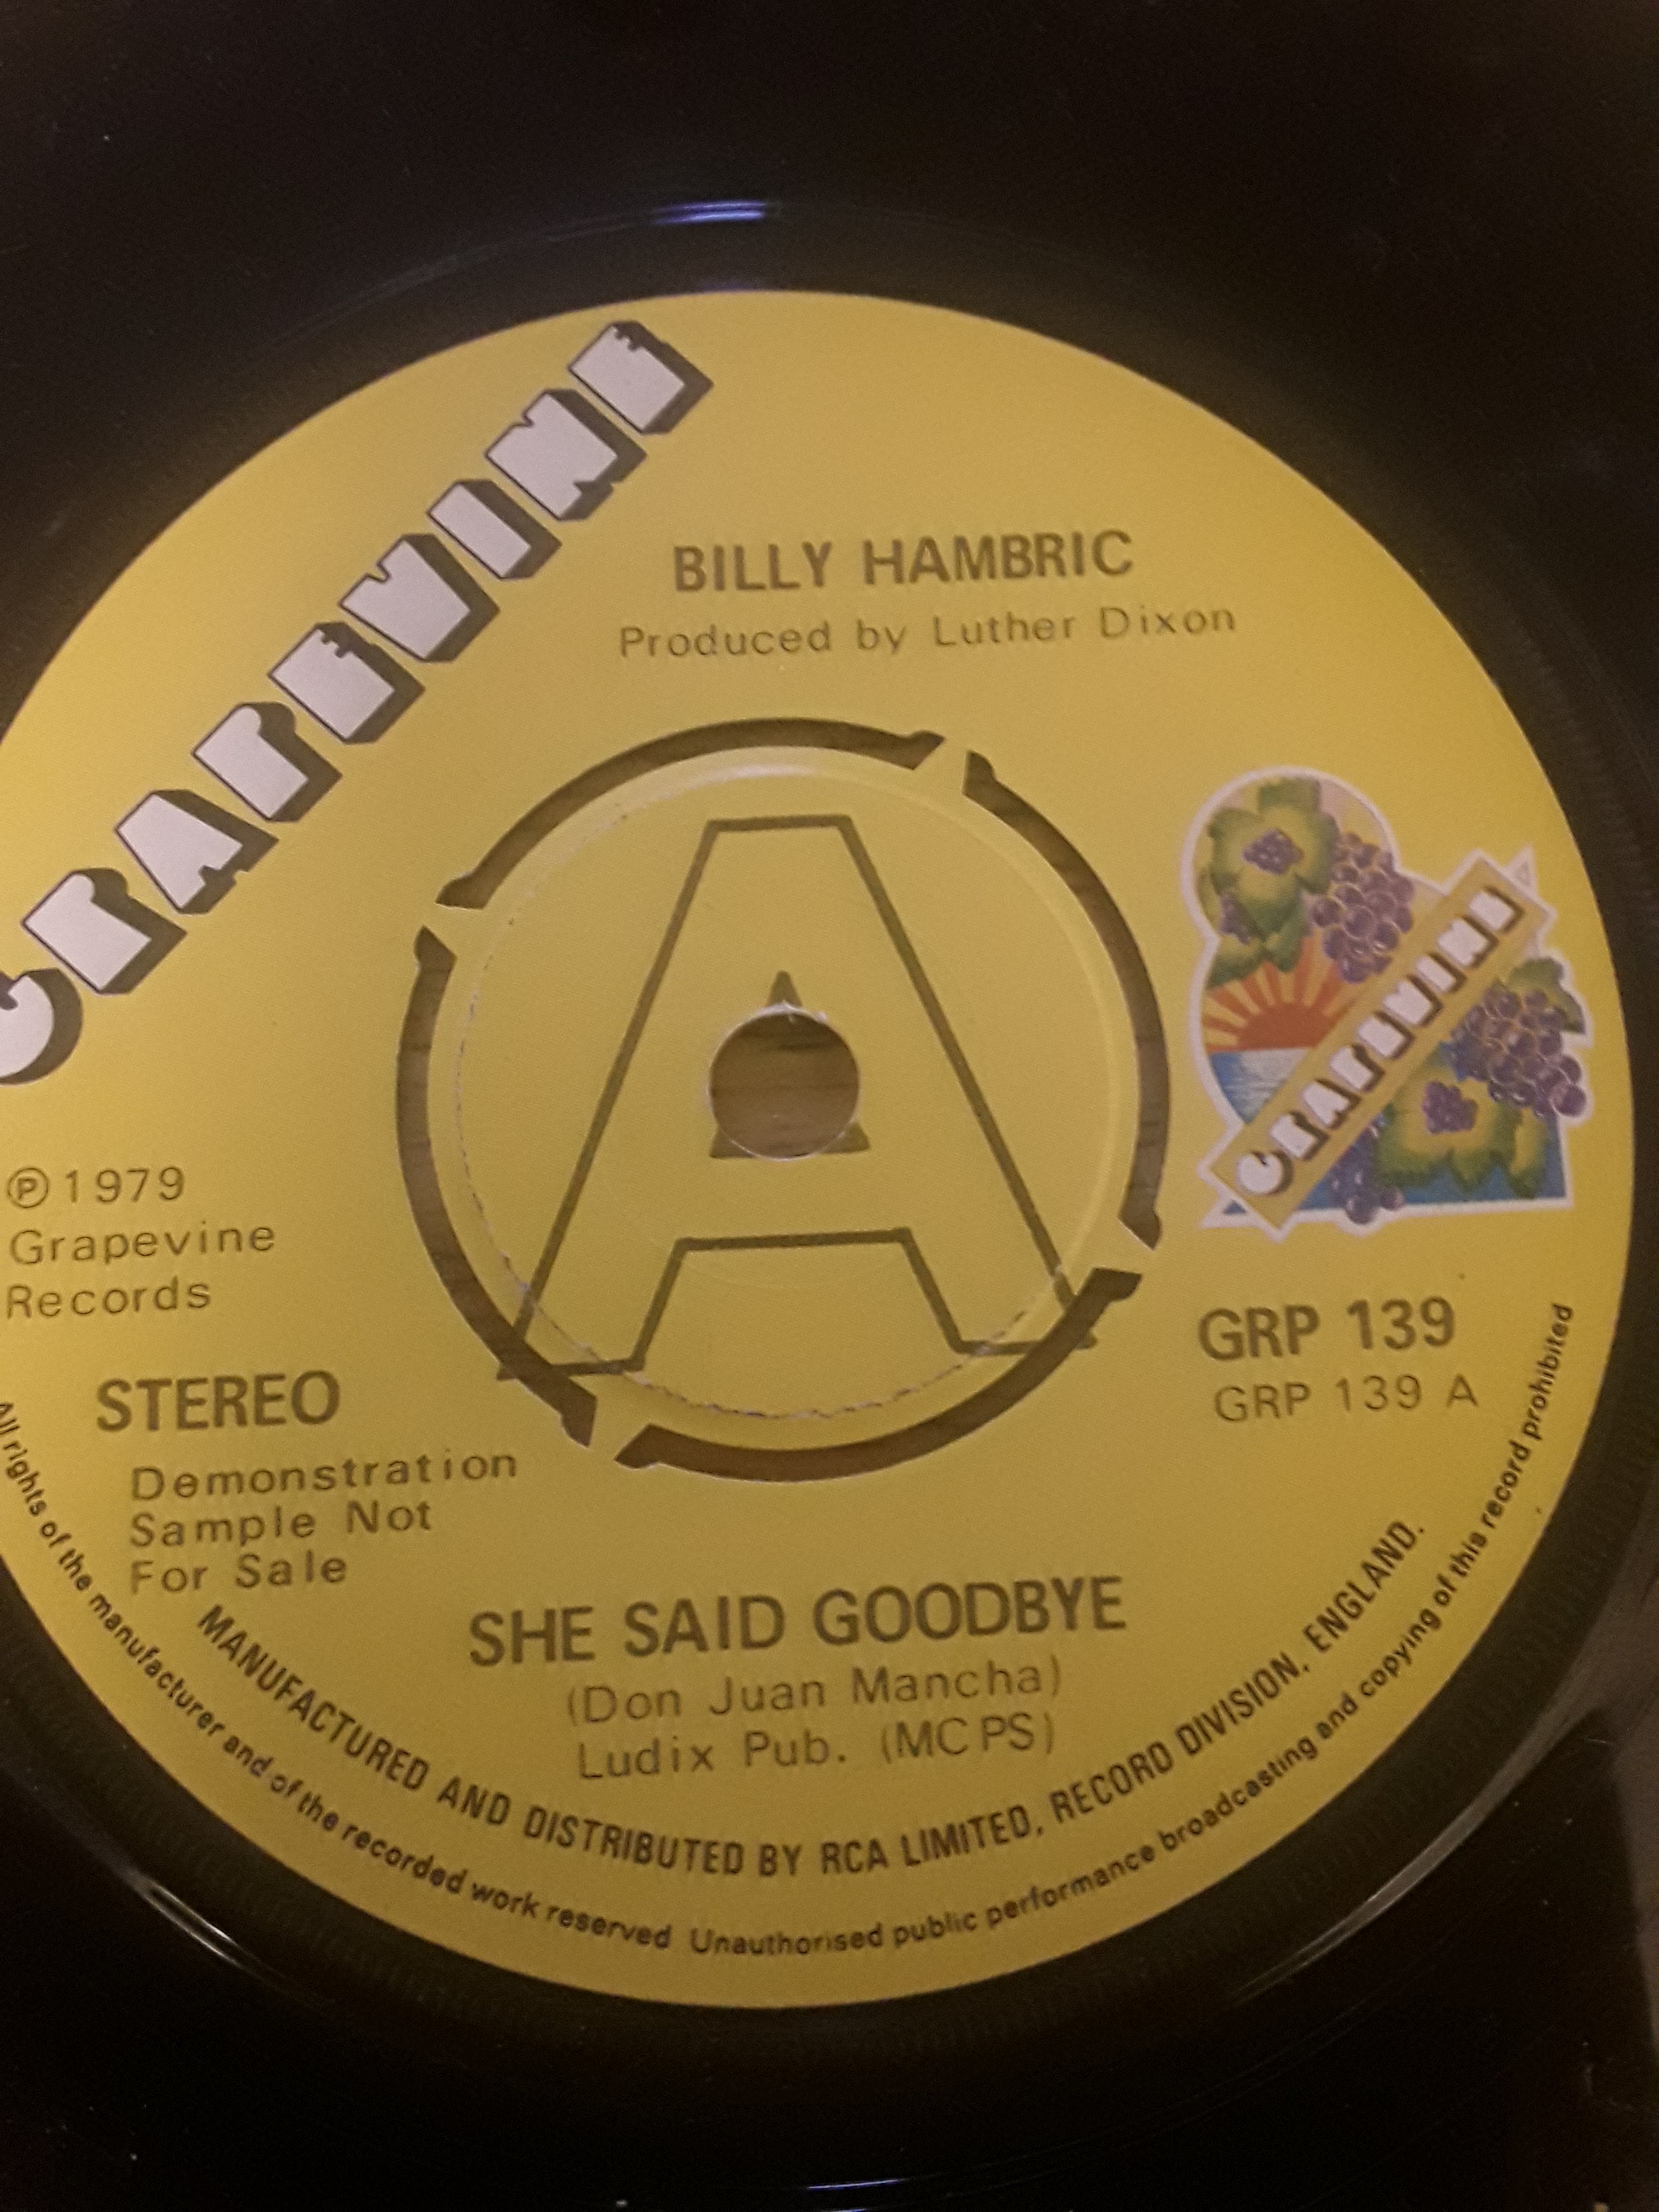 GRAPEVINE
BILLY HAMBRIC
Produced by Luther Dixon
A
GRAPEVINE
℗ 1979
Grapevine
Records
GRP 139
GRP 139 A
STEREO
Demonstration
Sample Not
For Sale
SHE SAID GOODBYE
(Don Juan Mancha)
Ludix Pub. (MCPS)
MANUFACTURED AND DISTRIBUTED BY RCA LIMITED, RECORD DIVISION, ENGLAND.
All rights of the manufacturer and of the recorded work reserved Unauthorised public performance broadcasting and copying of this record prohibited